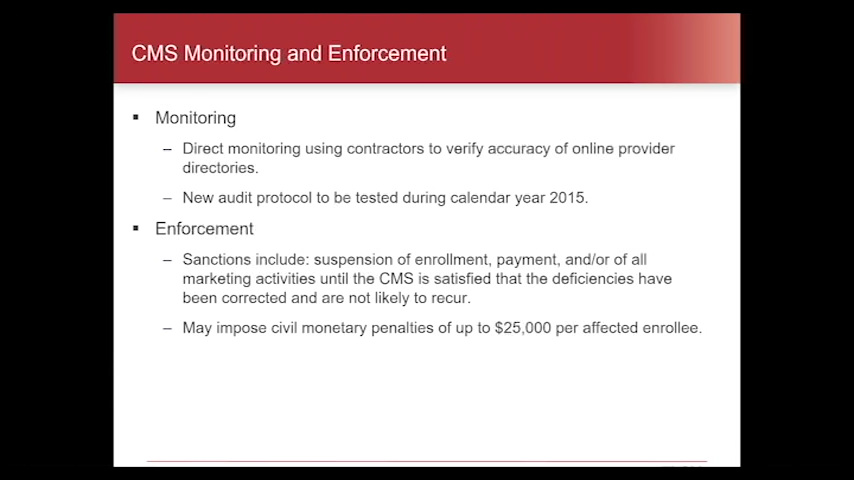 CMS Monitoring and Enforcement
▪ Monitoring
– Direct monitoring using contractors to verify accuracy of online provider
directories.
– New audit protocol to be tested during calendar year 2015.
▪ Enforcement
– Sanctions include: suspension of enrollment, payment, and/or of all
marketing activities until the CMS is satisfied that the deficiencies have
been corrected and are not likely to recur.
– May impose civil monetary penalties of up to $25,000 per affected enrollee.